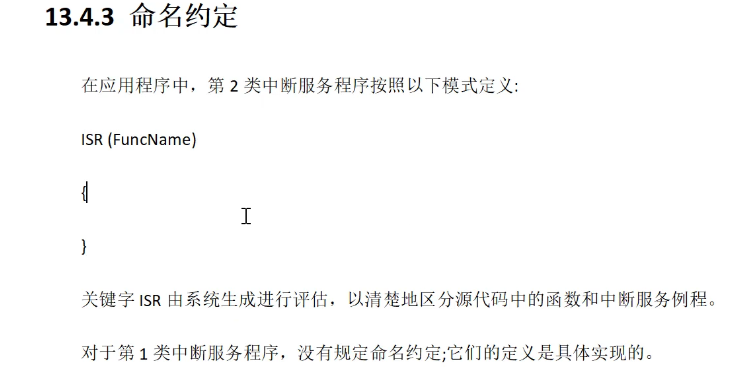 13.4.3 命名约定
在应用程序中，第 2 类中断服务程序按照以下模式定义:
ISR (FuncName)
{
}
关键字 ISR 由系统生成进行评估，以清楚地区分源代码中的函数和中断服务例程。
对于第 1 类中断服务程序，没有规定命名约定;它们的定义是具体实现的。